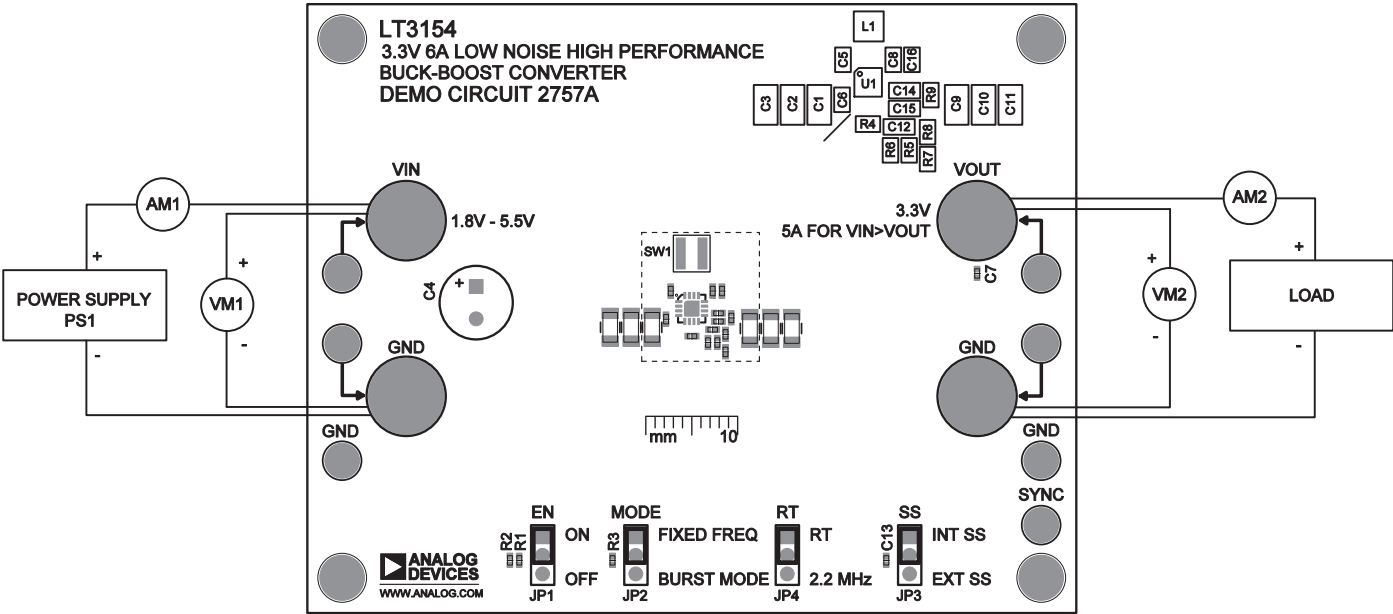 LT3154
3.3V 6A LOW NOISE HIGH PERFORMANCE
BUCK-BOOST CONVERTER
DEMO CIRCUIT 2757A
L1
C5
C8
C16
U1
C3
C2
C1
C6
C14
R9
C15
C9
C10
C11
R4
C12
R8
R6
R5
R7
VIN
1.8V - 5.5V
VOUT
3.3V
5A FOR VIN>VOUT
AM1
AM2
+
POWER SUPPLY
PS1
-
+
VM1
-
C4
+
GND
GND
SW1
C7
+
VM2
-
+
LOAD
-
GND
GND
SYNC
mm 10
EN
ON
OFF
R2
R1
JP1
MODE
FIXED FREQ
BURST MODE
R3
JP2
RT
RT
2.2 MHz
JP4
SS
INT SS
EXT SS
C13
JP3
ANALOG
DEVICES
WWW.ANALOG.COM